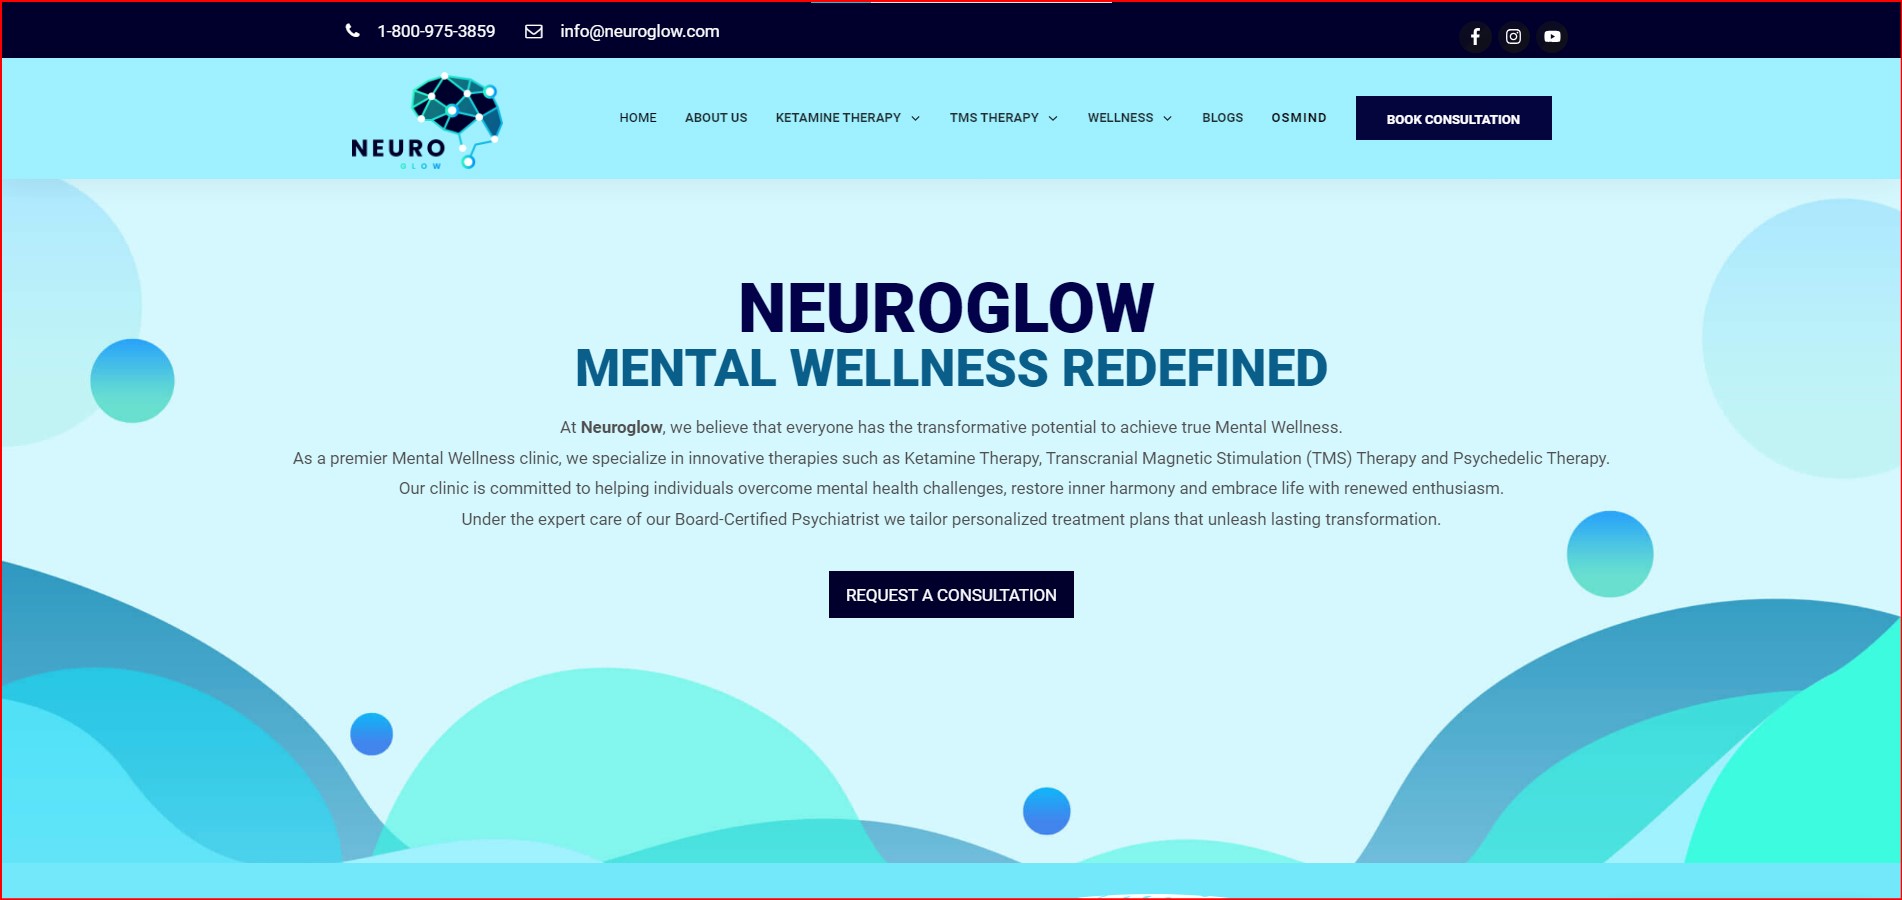 1-800-975-3859 info@neuroglow.com
NEURO
GLOW
HOME ABOUT US KETAMINE THERAPY TMS THERAPY WELLNESS BLOGS OSMIND BOOK CONSULTATION
NEUROGLOW
MENTAL WELLNESS REDEFINED
At Neuroglow, we believe that everyone has the transformative potential to achieve true Mental Wellness.
As a premier Mental Wellness clinic, we specialize in innovative therapies such as Ketamine Therapy, Transcranial Magnetic Stimulation (TMS) Therapy and Psychedelic Therapy.
Our clinic is committed to helping individuals overcome mental health challenges, restore inner harmony and embrace life with renewed enthusiasm.
Under the expert care of our Board-Certified Psychiatrist we tailor personalized treatment plans that unleash lasting transformation.
REQUEST A CONSULTATION